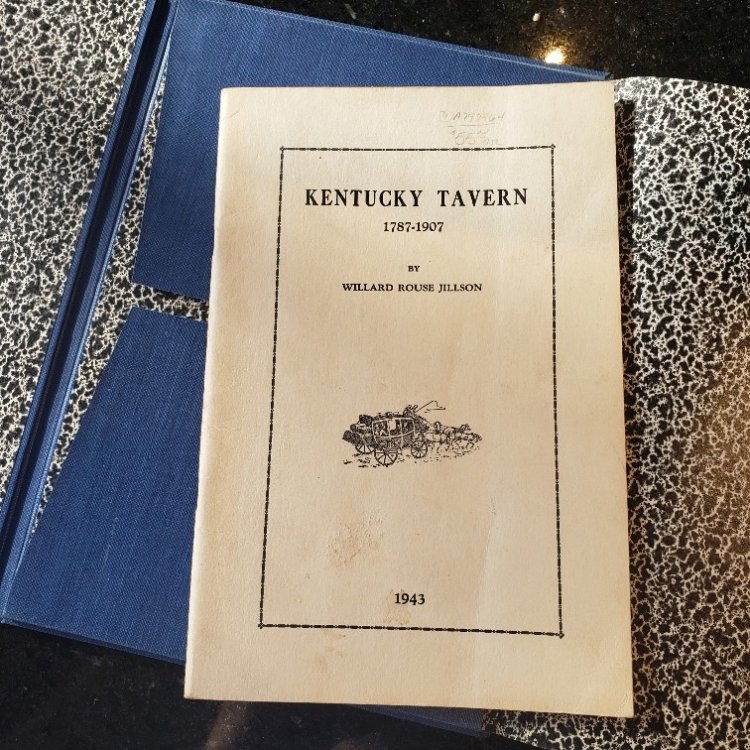 KENTUCKY TAVERN
1787-1907
BY
WILLARD ROUSE JILLSON
1943